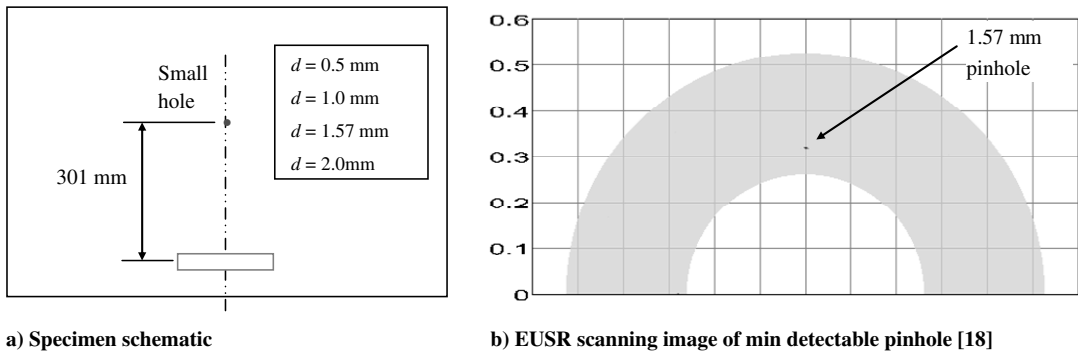 Small
hole
301 mm
d = 0.5 mm
d = 1.0 mm
d = 1.57 mm
d = 2.0mm
a) Specimen schematic
0.6
0.5
0.4
0.3
0.2
0.1
0
1.57 mm
pinhole
b) EUSR scanning image of min detectable pinhole [18]